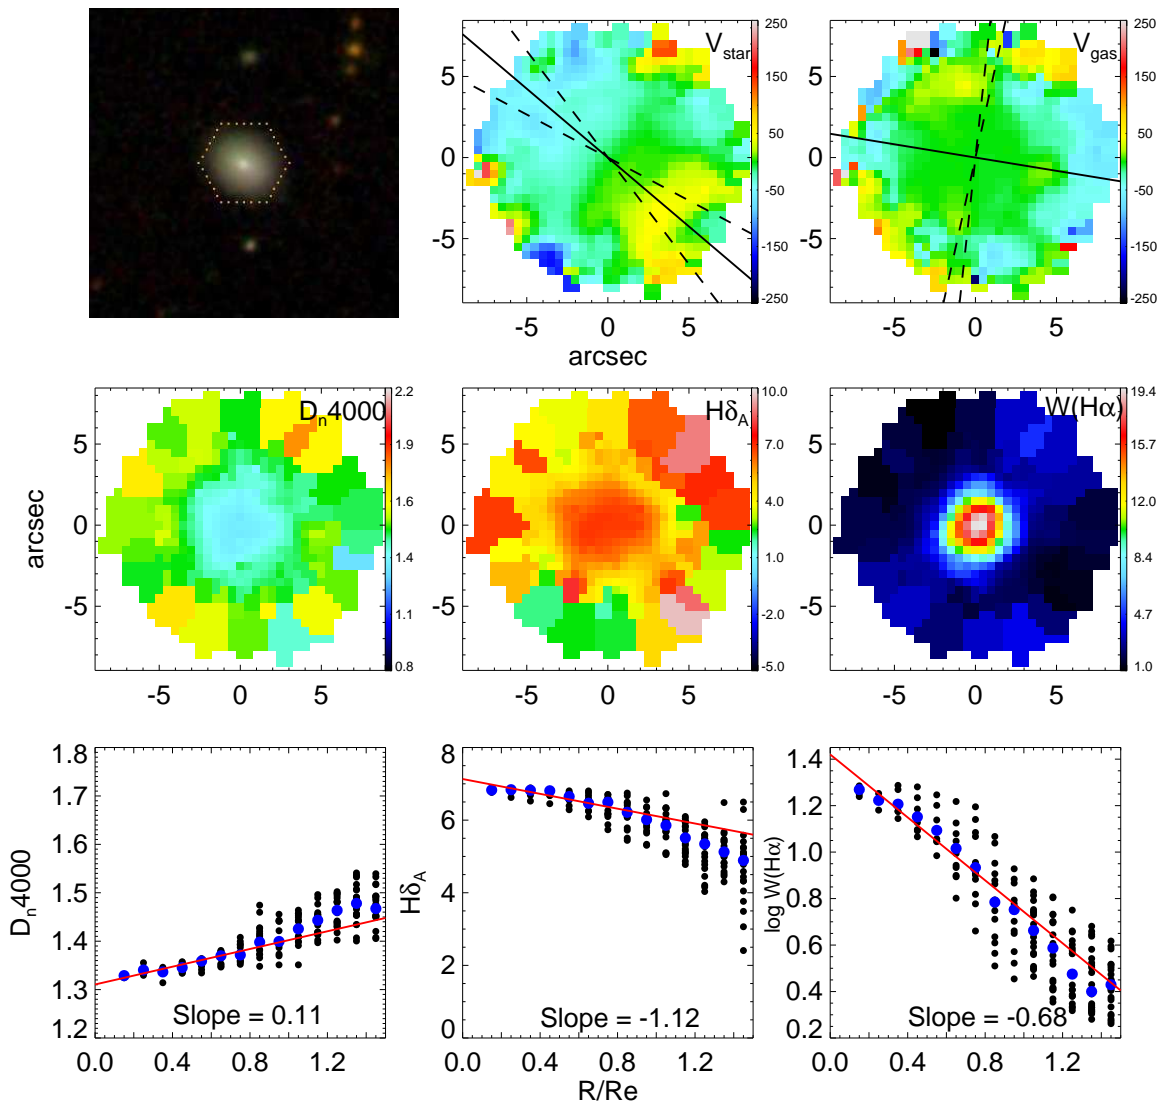 V_star
250
150
50
-50
-150
-250
5
0
-5
-5 0 5
arcsec
V_gas
250
150
50
-50
-150
-250
5
0
-5
-5 0 5
D_n4000
2.2
1.9
1.6
1.4
1.1
0.8
arcsec
5
0
-5
-5 0 5
Hδ_A
10.0
7.0
4.0
1.0
-2.0
-5.0
5
0
-5
-5 0 5
W(Hα)
19.4
15.7
12.0
8.4
4.7
1.0
5
0
-5
-5 0 5
D_n4000
1.8
1.7
1.6
1.5
1.4
1.3
1.2
Slope = 0.11
0.0 0.4 0.8 1.2
Hδ_A
8
6
4
2
0
Slope = -1.12
0.0 0.4 0.8 1.2
R/Re
log W(Hα)
1.4
1.2
1.0
0.8
0.6
0.4
0.2
Slope = -0.68
0.0 0.4 0.8 1.2